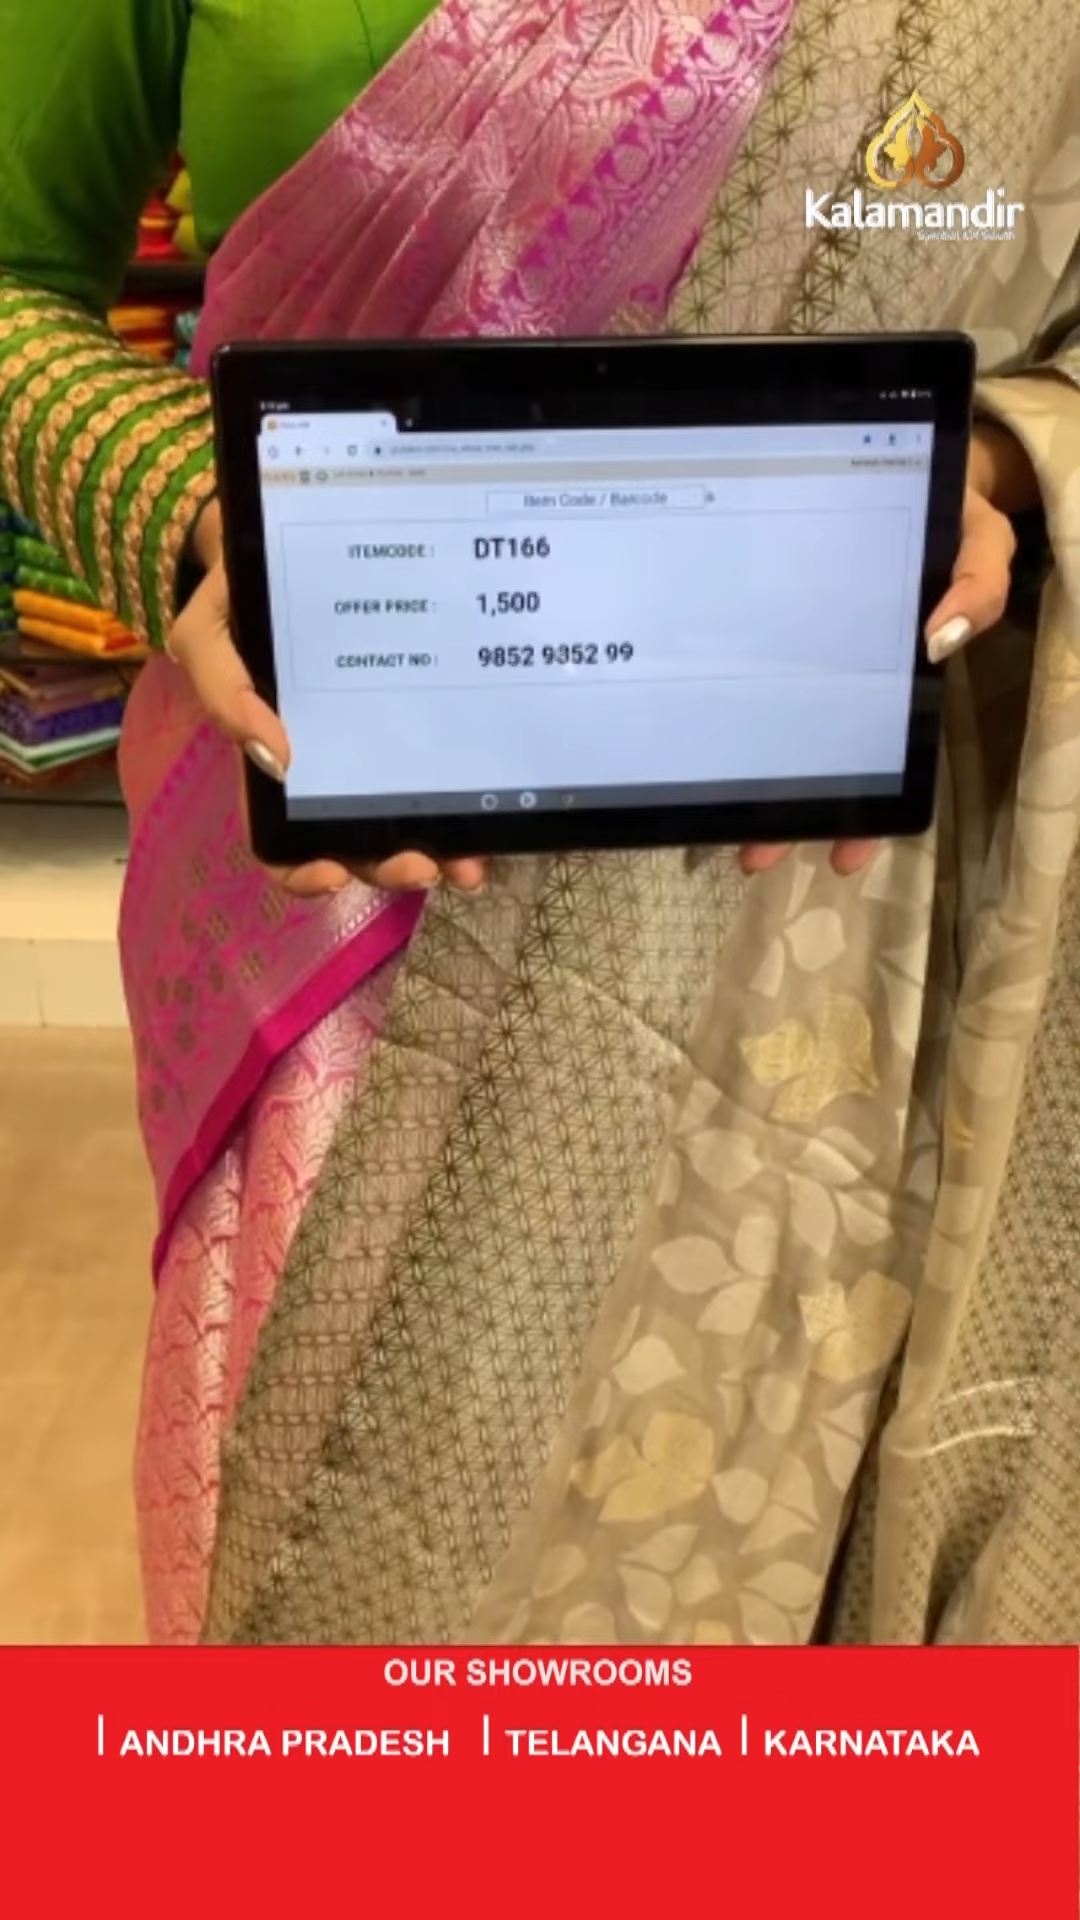 Kalamandir
Item Code / Barcode
ITEMCODE : DT166
OFFER PRICE : 1,500
CONTACT NO : 9852 9352 99
OUR SHOWROOMS
| ANDHRA PRADESH | TELANGANA | KARNATAKA